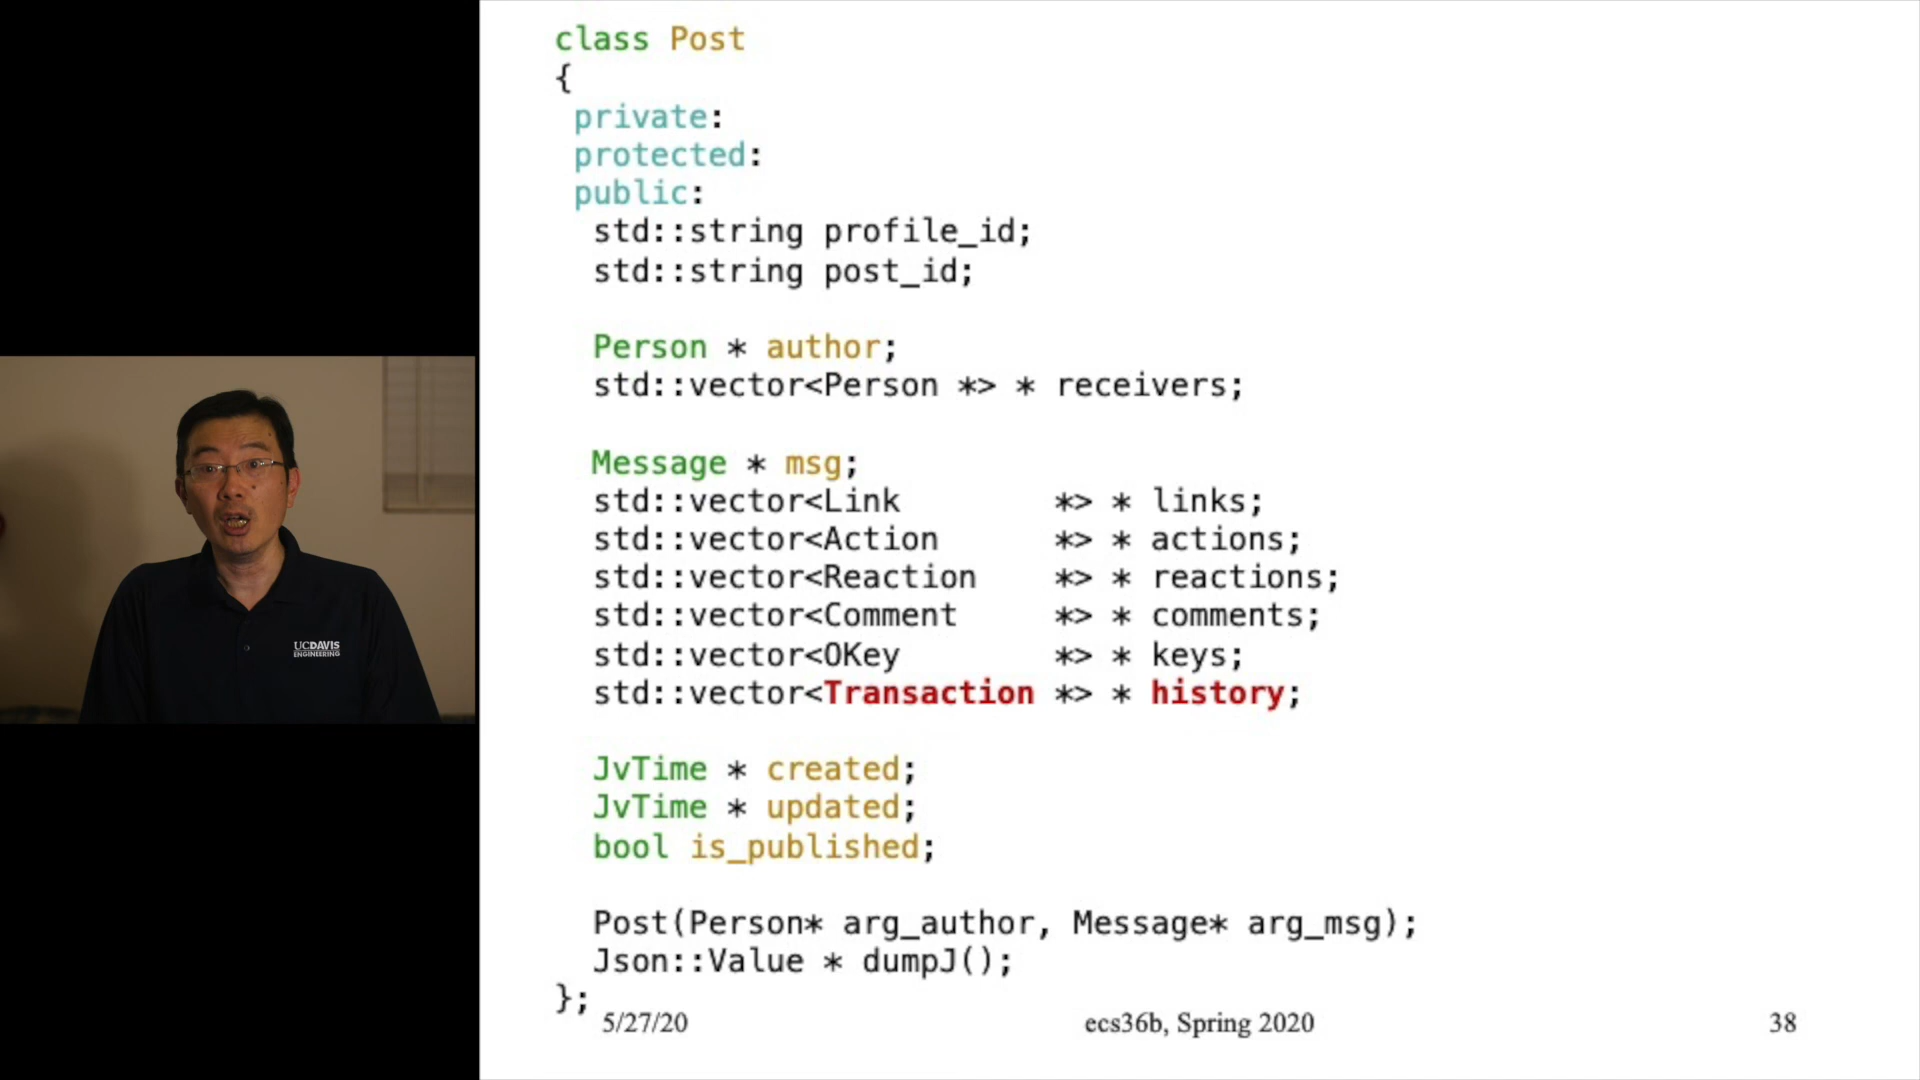 class Post
{
private:
protected:
public:
std::string profile_id;
std::string post_id;
Person * author;
std::vector<Person *> * receivers;
Message * msg;
std::vector<Link *> * links;
std::vector<Action *> * actions;
std::vector<Reaction *> * reactions;
std::vector<Comment *> * comments;
std::vector<OKey *> * keys;
std::vector<Transaction *> * history;
JvTime * created;
JvTime * updated;
bool is_published;
Post(Person* arg_author, Message* arg_msg);
Json::Value * dumpJ();
};
5/27/20
ecs36b, Spring 2020
38
UCDAVIS
ENGINEERING